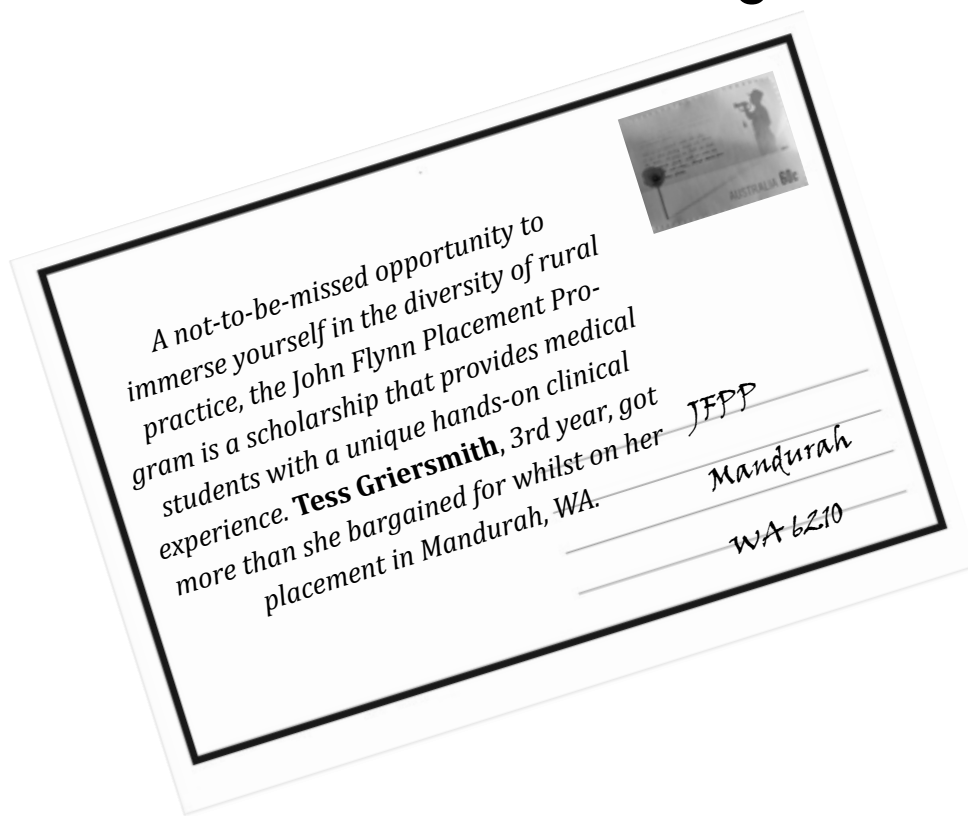 A not-to-be-missed opportunity to
immerse yourself in the diversity of rural
practice, the John Flynn Placement Pro-
gram is a scholarship that provides medical
students with a unique hands-on clinical
experience. Tess Griersmith, 3rd year, got
more than she bargained for whilst on her
placement in Mandurah, WA.
AUSTRALIA 60c
JFPP
Mandurah
WA 6210